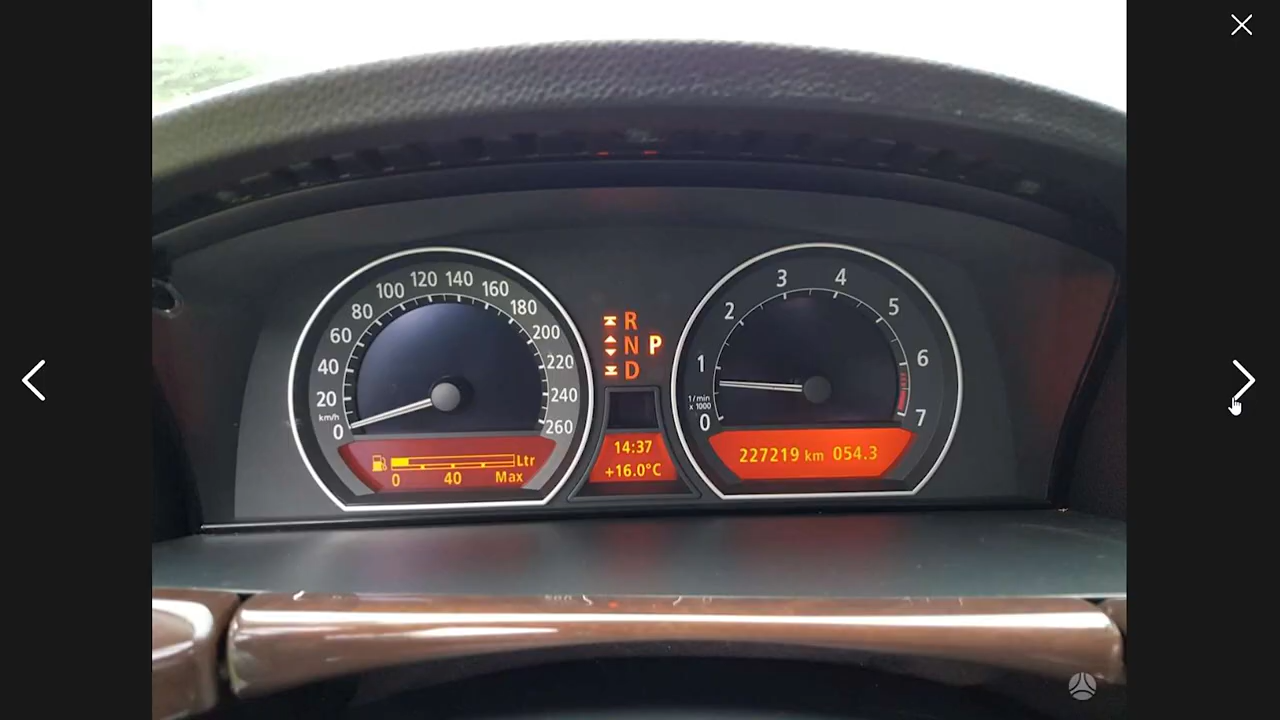 120 140
100 160
80 180
60 200
40 220
20 240
km/h
0 260
Ltr
0 40 Max
R
N P
D
14:37
+16.0°C
3 4
2 5
1 6
1/min
x 1000
0 7
227219 km 054.3